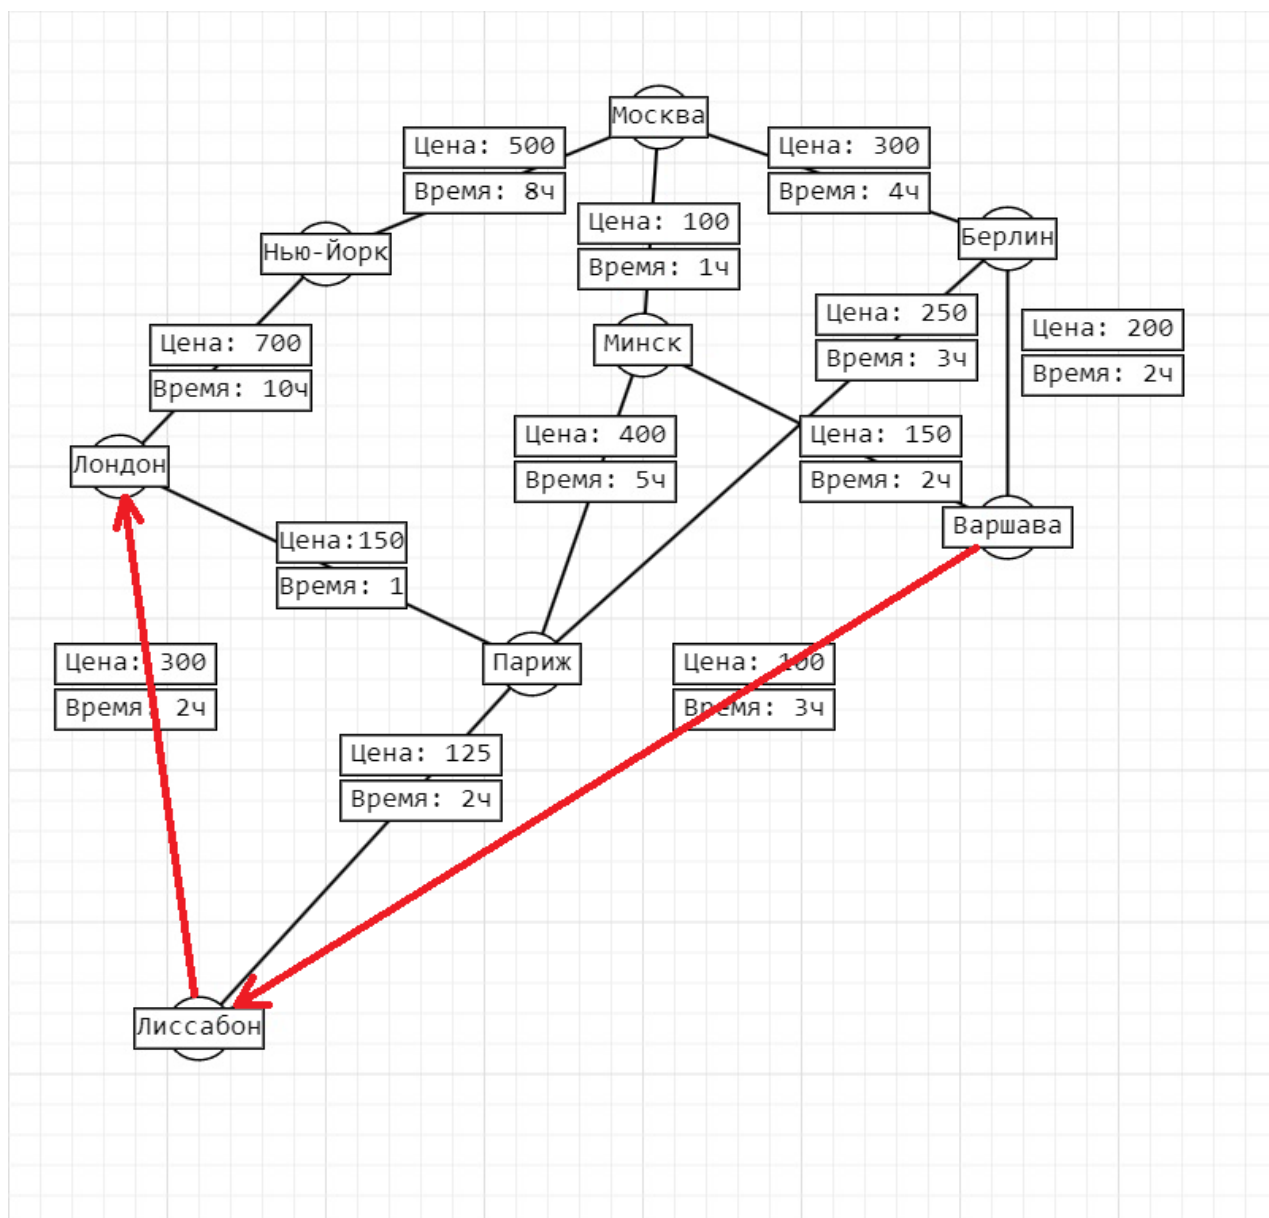 Москва
Цена: 500
Время: 8ч
Цена: 300
Время: 4ч
Цена: 100
Время: 1ч
Нью-Йорк
Берлин
Цена: 700
Время: 10ч
Минск
Цена: 250
Время: 3ч
Цена: 200
Время: 2ч
Лондон
Цена: 400
Время: 5ч
Цена: 150
Время: 2ч
Варшава
Цена:150
Время: 1
Париж
Цена: 300
Время: 2ч
Цена: 100
Время: 3ч
Цена: 125
Время: 2ч
Лиссабон